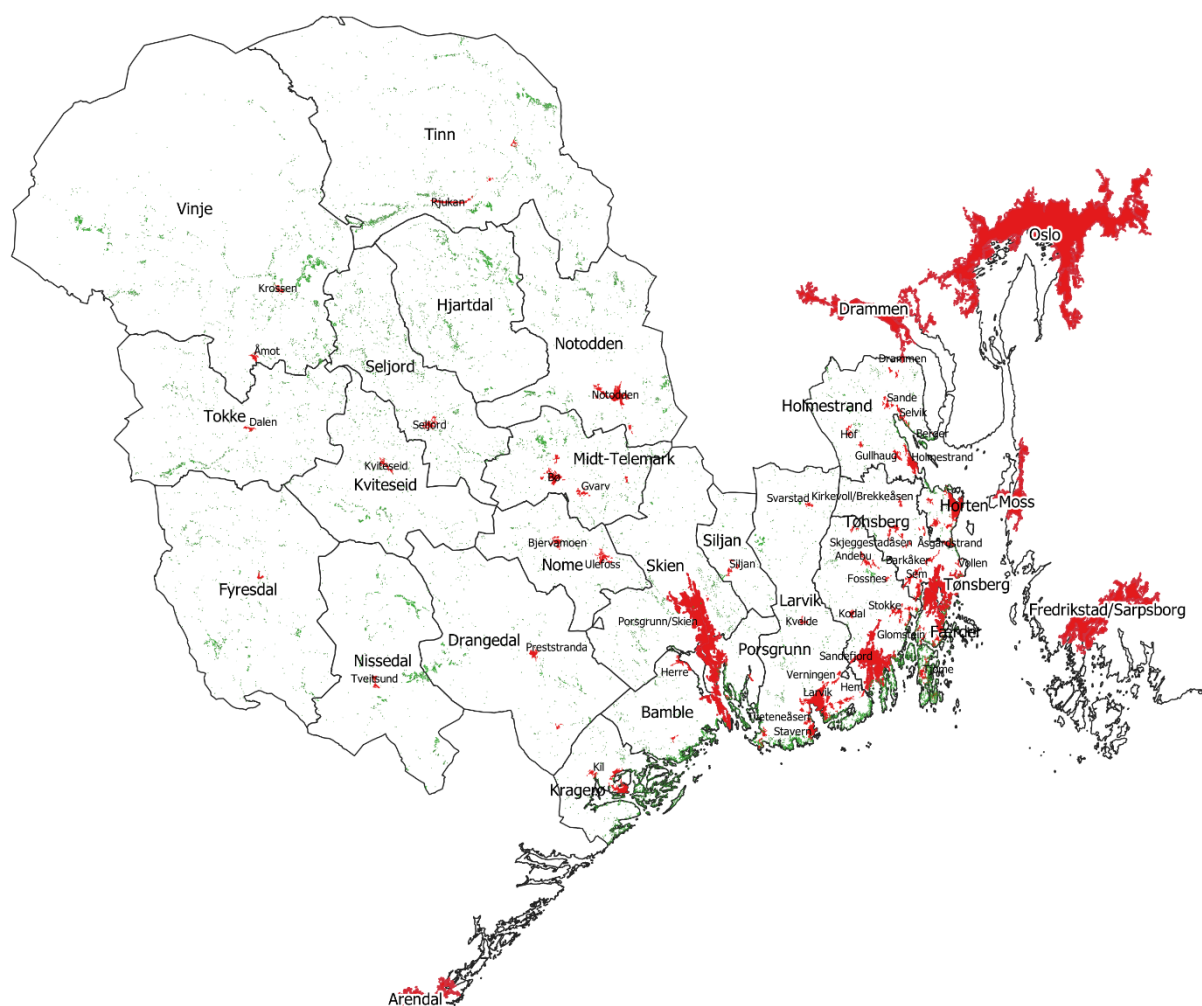 Tinn
Rjukan
Vinje
Oslo
Krossen
Hjartdal
Drammen
Notodden
Åmot
Drammen
Seljord
Notodden
Sande
Holmestrand
Selvik
Tokke
Dalen
Seljord
Hof
Berger
Gullhaug
Holmestrand
Midt-Telemark
Kviteseid
Kviteseid
Bø
Gvarv
Svarstad
Kirkevoll/Brekkeåsen
Horten
Moss
Tønsberg
Bjervamoen
Siljan
Skjeggestadåsen
Åsgårdstrand
Nome
Ulefoss
Skien
Siljan
Andebu
Barkåker
Vollen
Fyresdal
Fossnes
Sem
Tønsberg
Larvik
Kodal
Stokke
Fredrikstad/Sarpsborg
Porsgrunn/Skien
Kvelde
Glomstein
Færder
Drangedal
Preststranda
Porsgrunn
Sandefjord
Nissedal
Tveitsund
Herre
Verningen
Hem
Tjøme
Larvik
Bamble
Tveteneåsen
Stavern
Kil
Kragerø
Arendal